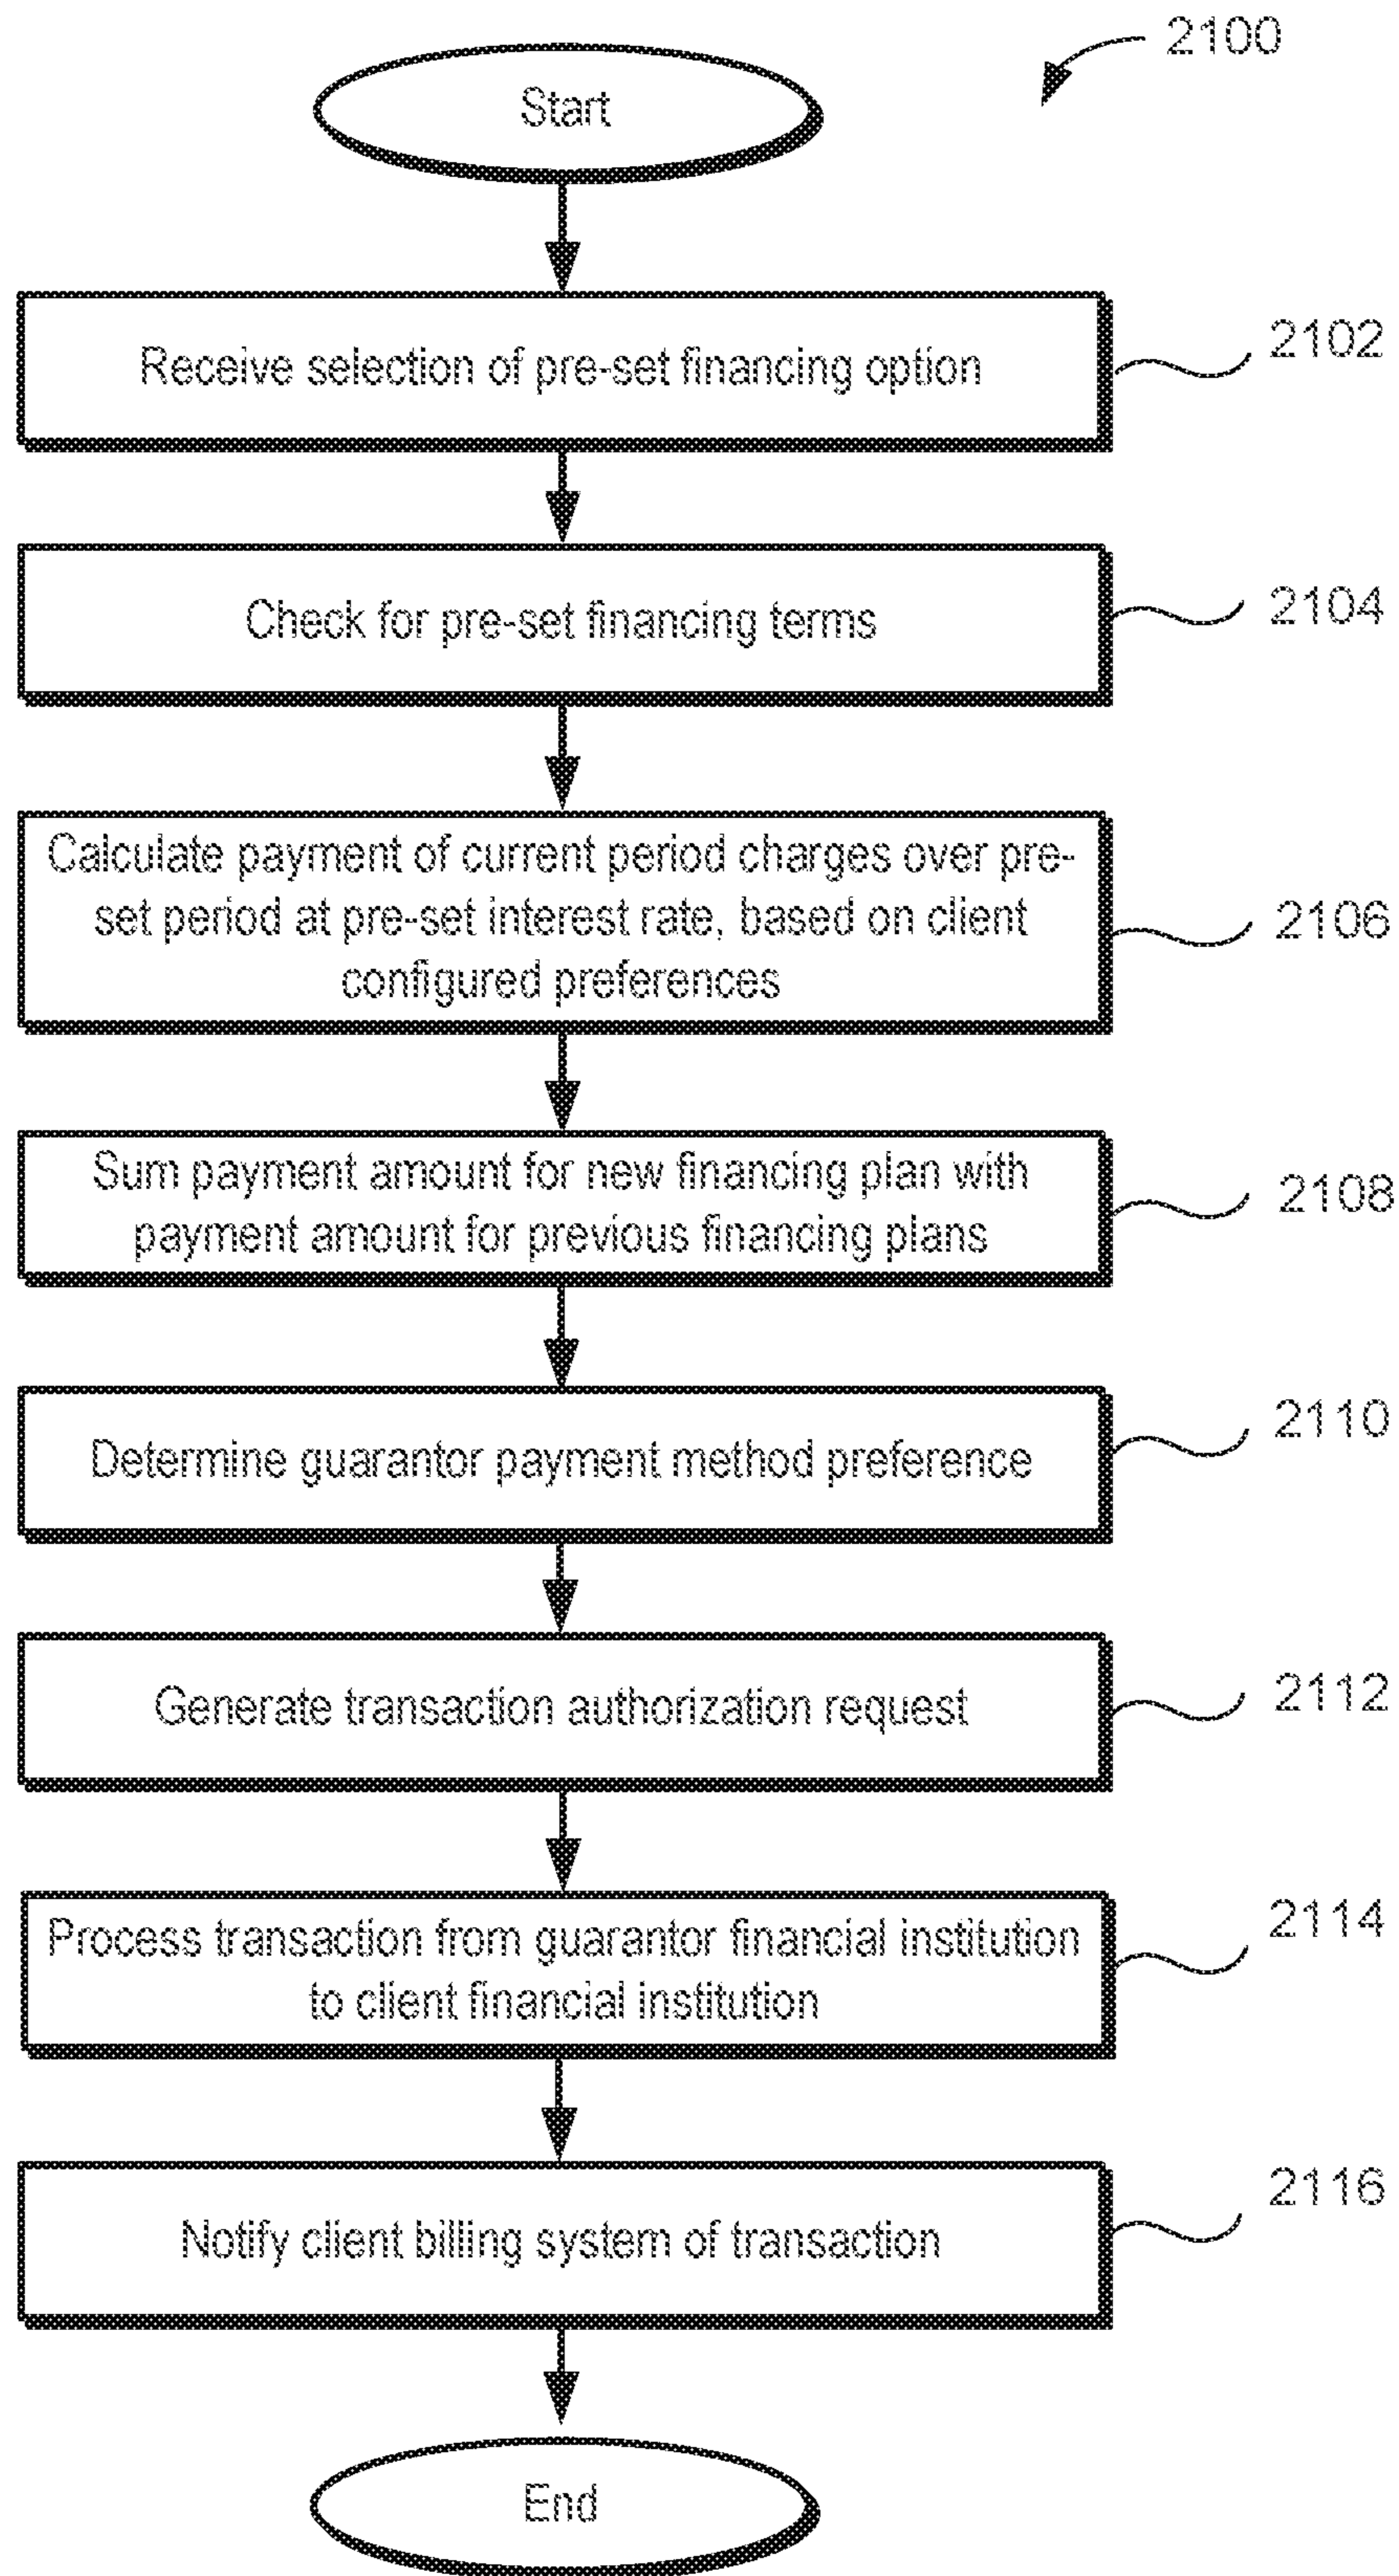 2100
Start
Receive selection of pre-set financing option
2102
Check for pre-set financing terms
2104
Calculate payment of current period charges over pre-
set period at pre-set interest rate, based on client
configured preferences
2106
Sum payment amount for new financing plan with
payment amount for previous financing plans
2108
Determine guarantor payment method preference
2110
Generate transaction authorization request
2112
Process transaction from guarantor financial institution
to client financial institution
2114
Notify client billing system of transaction
2116
End